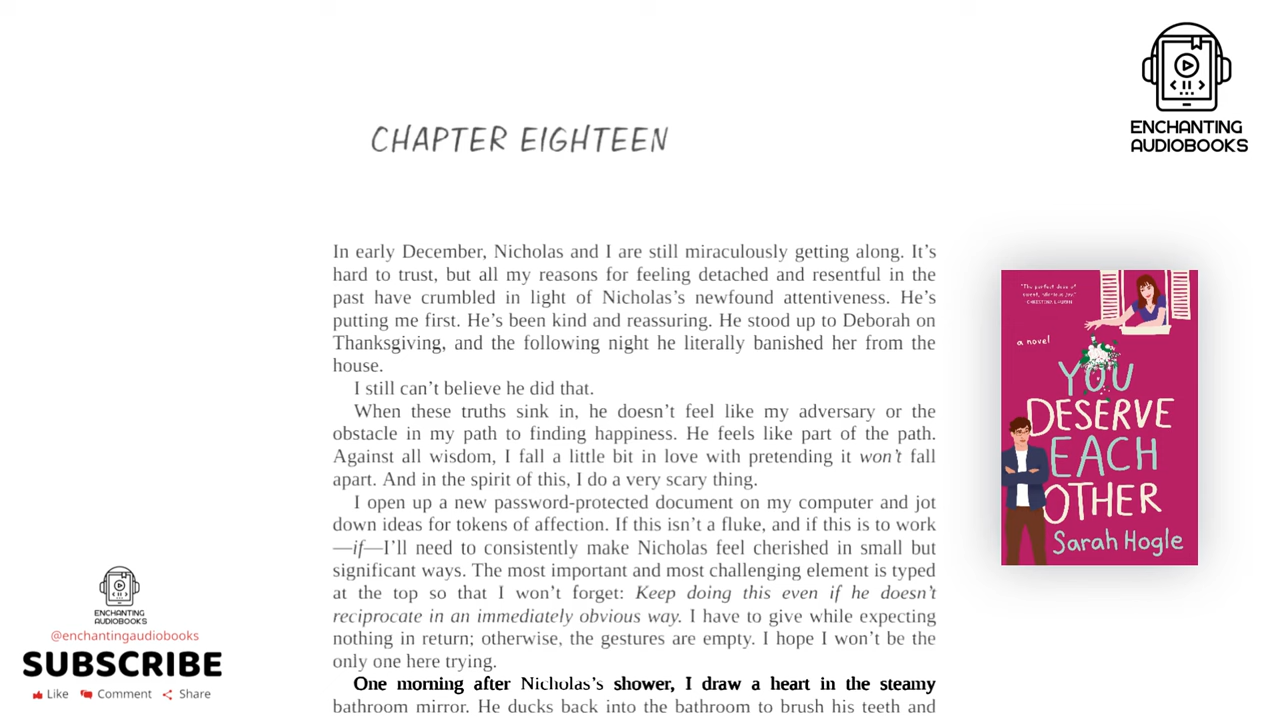 ENCHANTING
AUDIOBOOKS
CHAPTER EIGHTEEN
In early December, Nicholas and I are still miraculously getting along. It’s
hard to trust, but all my reasons for feeling detached and resentful in the
past have crumbled in light of Nicholas’s newfound attentiveness. He’s
putting me first. He’s been kind and reassuring. He stood up to Deborah on
Thanksgiving, and the following night he literally banished her from the
house.
I still can’t believe he did that.
When these truths sink in, he doesn’t feel like my adversary or the
obstacle in my path to finding happiness. He feels like part of the path.
Against all wisdom, I fall a little bit in love with pretending it won’t fall
apart. And in the spirit of this, I do a very scary thing.
I open up a new password-protected document on my computer and jot
down ideas for tokens of affection. If this isn’t a fluke, and if this is to work
—if—I’ll need to consistently make Nicholas feel cherished in small but
significant ways. The most important and most challenging element is typed
at the top so that I won’t forget: Keep doing this even if he doesn’t
reciprocate in an immediately obvious way. I have to give while expecting
nothing in return; otherwise, the gestures are empty. I hope I won’t be the
only one here trying.
One morning after Nicholas’s shower, I draw a heart in the steamy
bathroom mirror. He ducks back into the bathroom to brush his teeth and
"The perfect dose of
CHRISTINA LAUREN
a novel
YOU
DESERVE
EACH
OTHER
Sarah Hogle
ENCHANTING
AUDIOBOOKS
@enchantingaudiobooks
SUBSCRIBE
Like Comment Share